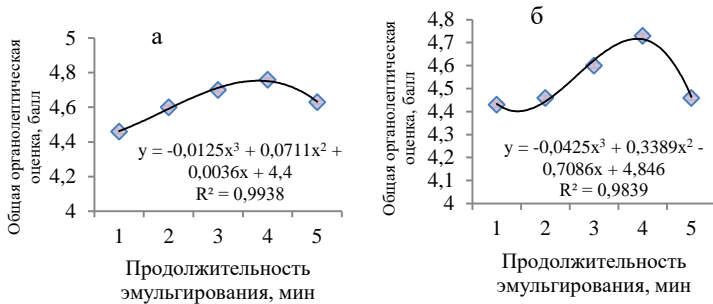 а
Общая органолептическая
оценка, балл
5
4,8
4,6
4,4
4,2
4
y = -0,0125x³ + 0,0711x² +
0,0036x + 4,4
R² = 0,9938
1 2 3 4 5
Продолжительность
эмульгирования, мин
б
Общая органолептическая
оценка, балл
4,8
4,7
4,6
4,5
4,4
4,3
4,2
4,1
4
y = -0,0425x³ + 0,3389x² -
0,7086x + 4,846
R² = 0,9839
1 2 3 4 5
Продолжительность
эмульгирования, мин